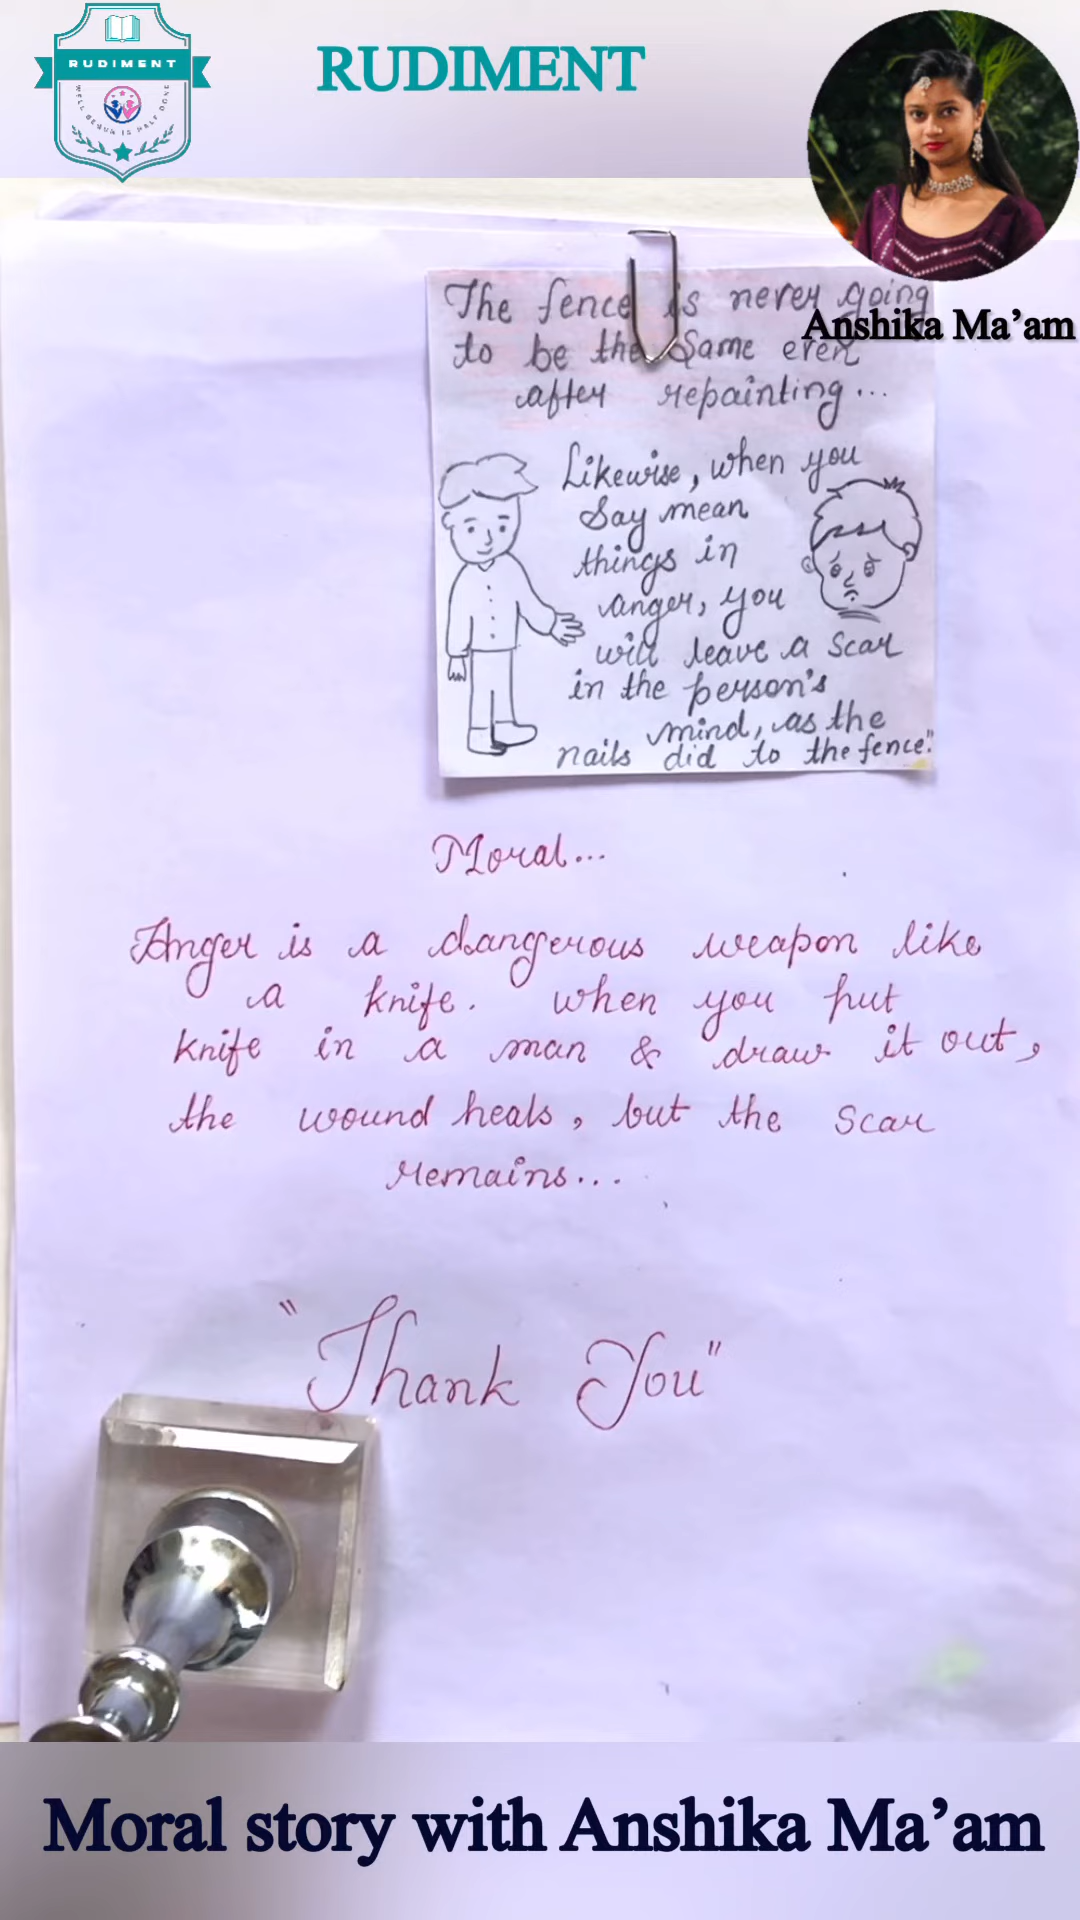 RUDIMENT
WELL BEGUN IS HALF DONE
RUDIMENT
Anshika Ma’am
The fence is never going
to be the same even
after repainting...
Likewise, when you
say mean
things in
anger, you
will leave a scar
in the person's
mind, as the
nails did to the fence."
Moral...
Anger is a dangerous weapon like
a knife. when you put
knife in a man & draw it out,
the wound heals, but the scar
remains...
"Thank You"
Moral story with Anshika Ma’am